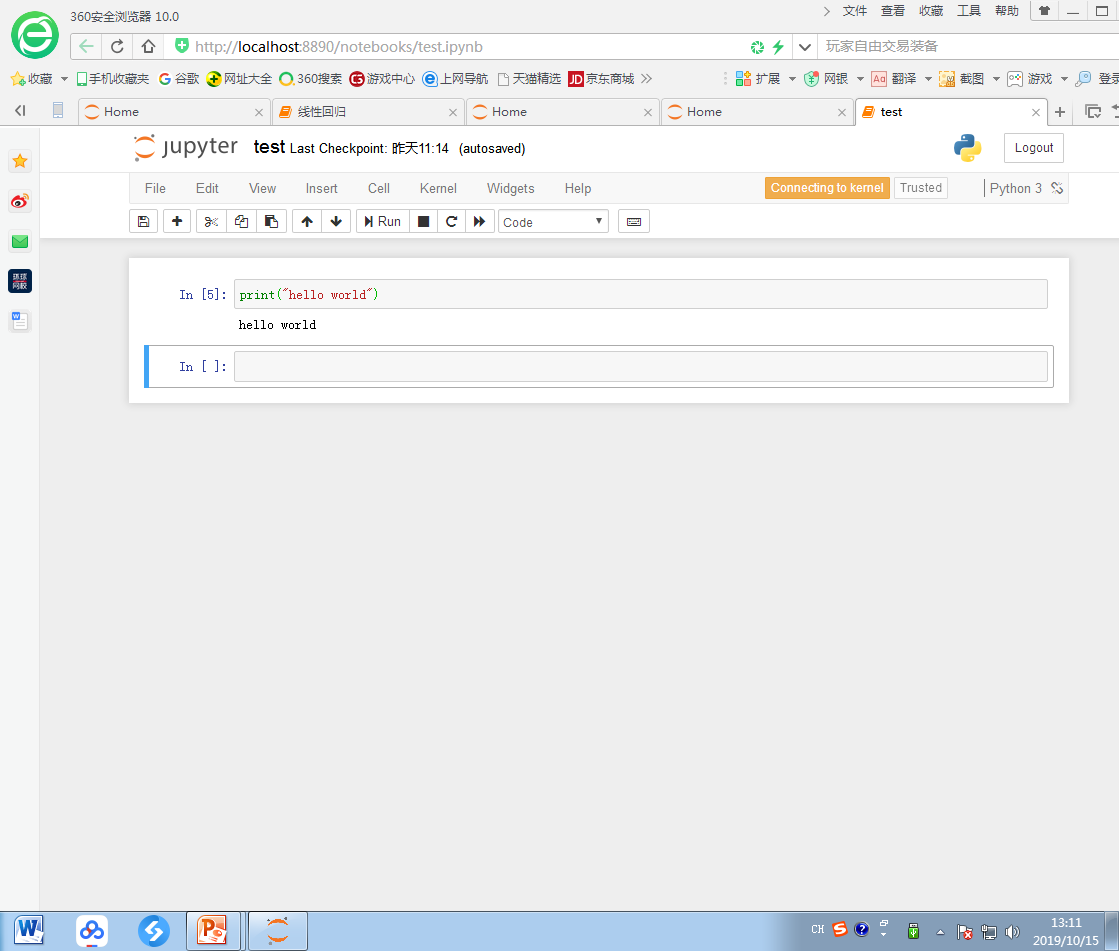 360安全浏览器 10.0
文件 查看 收藏 工具 帮助
http://localhost:8890/notebooks/test.ipynb
玩家自由交易装备
收藏 手机收藏夹 谷歌 网址大全 360搜索 游戏中心 上网导航 天猫精选 JD 京东商城 扩展 网银 Aa 翻译 截图 游戏 登录
Home 线性回归 Home Home test
jupyter test Last Checkpoint: 昨天11:14 (autosaved)
Logout
File Edit View Insert Cell Kernel Widgets Help
Connecting to kernel Trusted Python 3
Run Code
In [5]: print("hello world")
hello world
In [ ]:
环球
网校
CH
13:11
2019/10/15